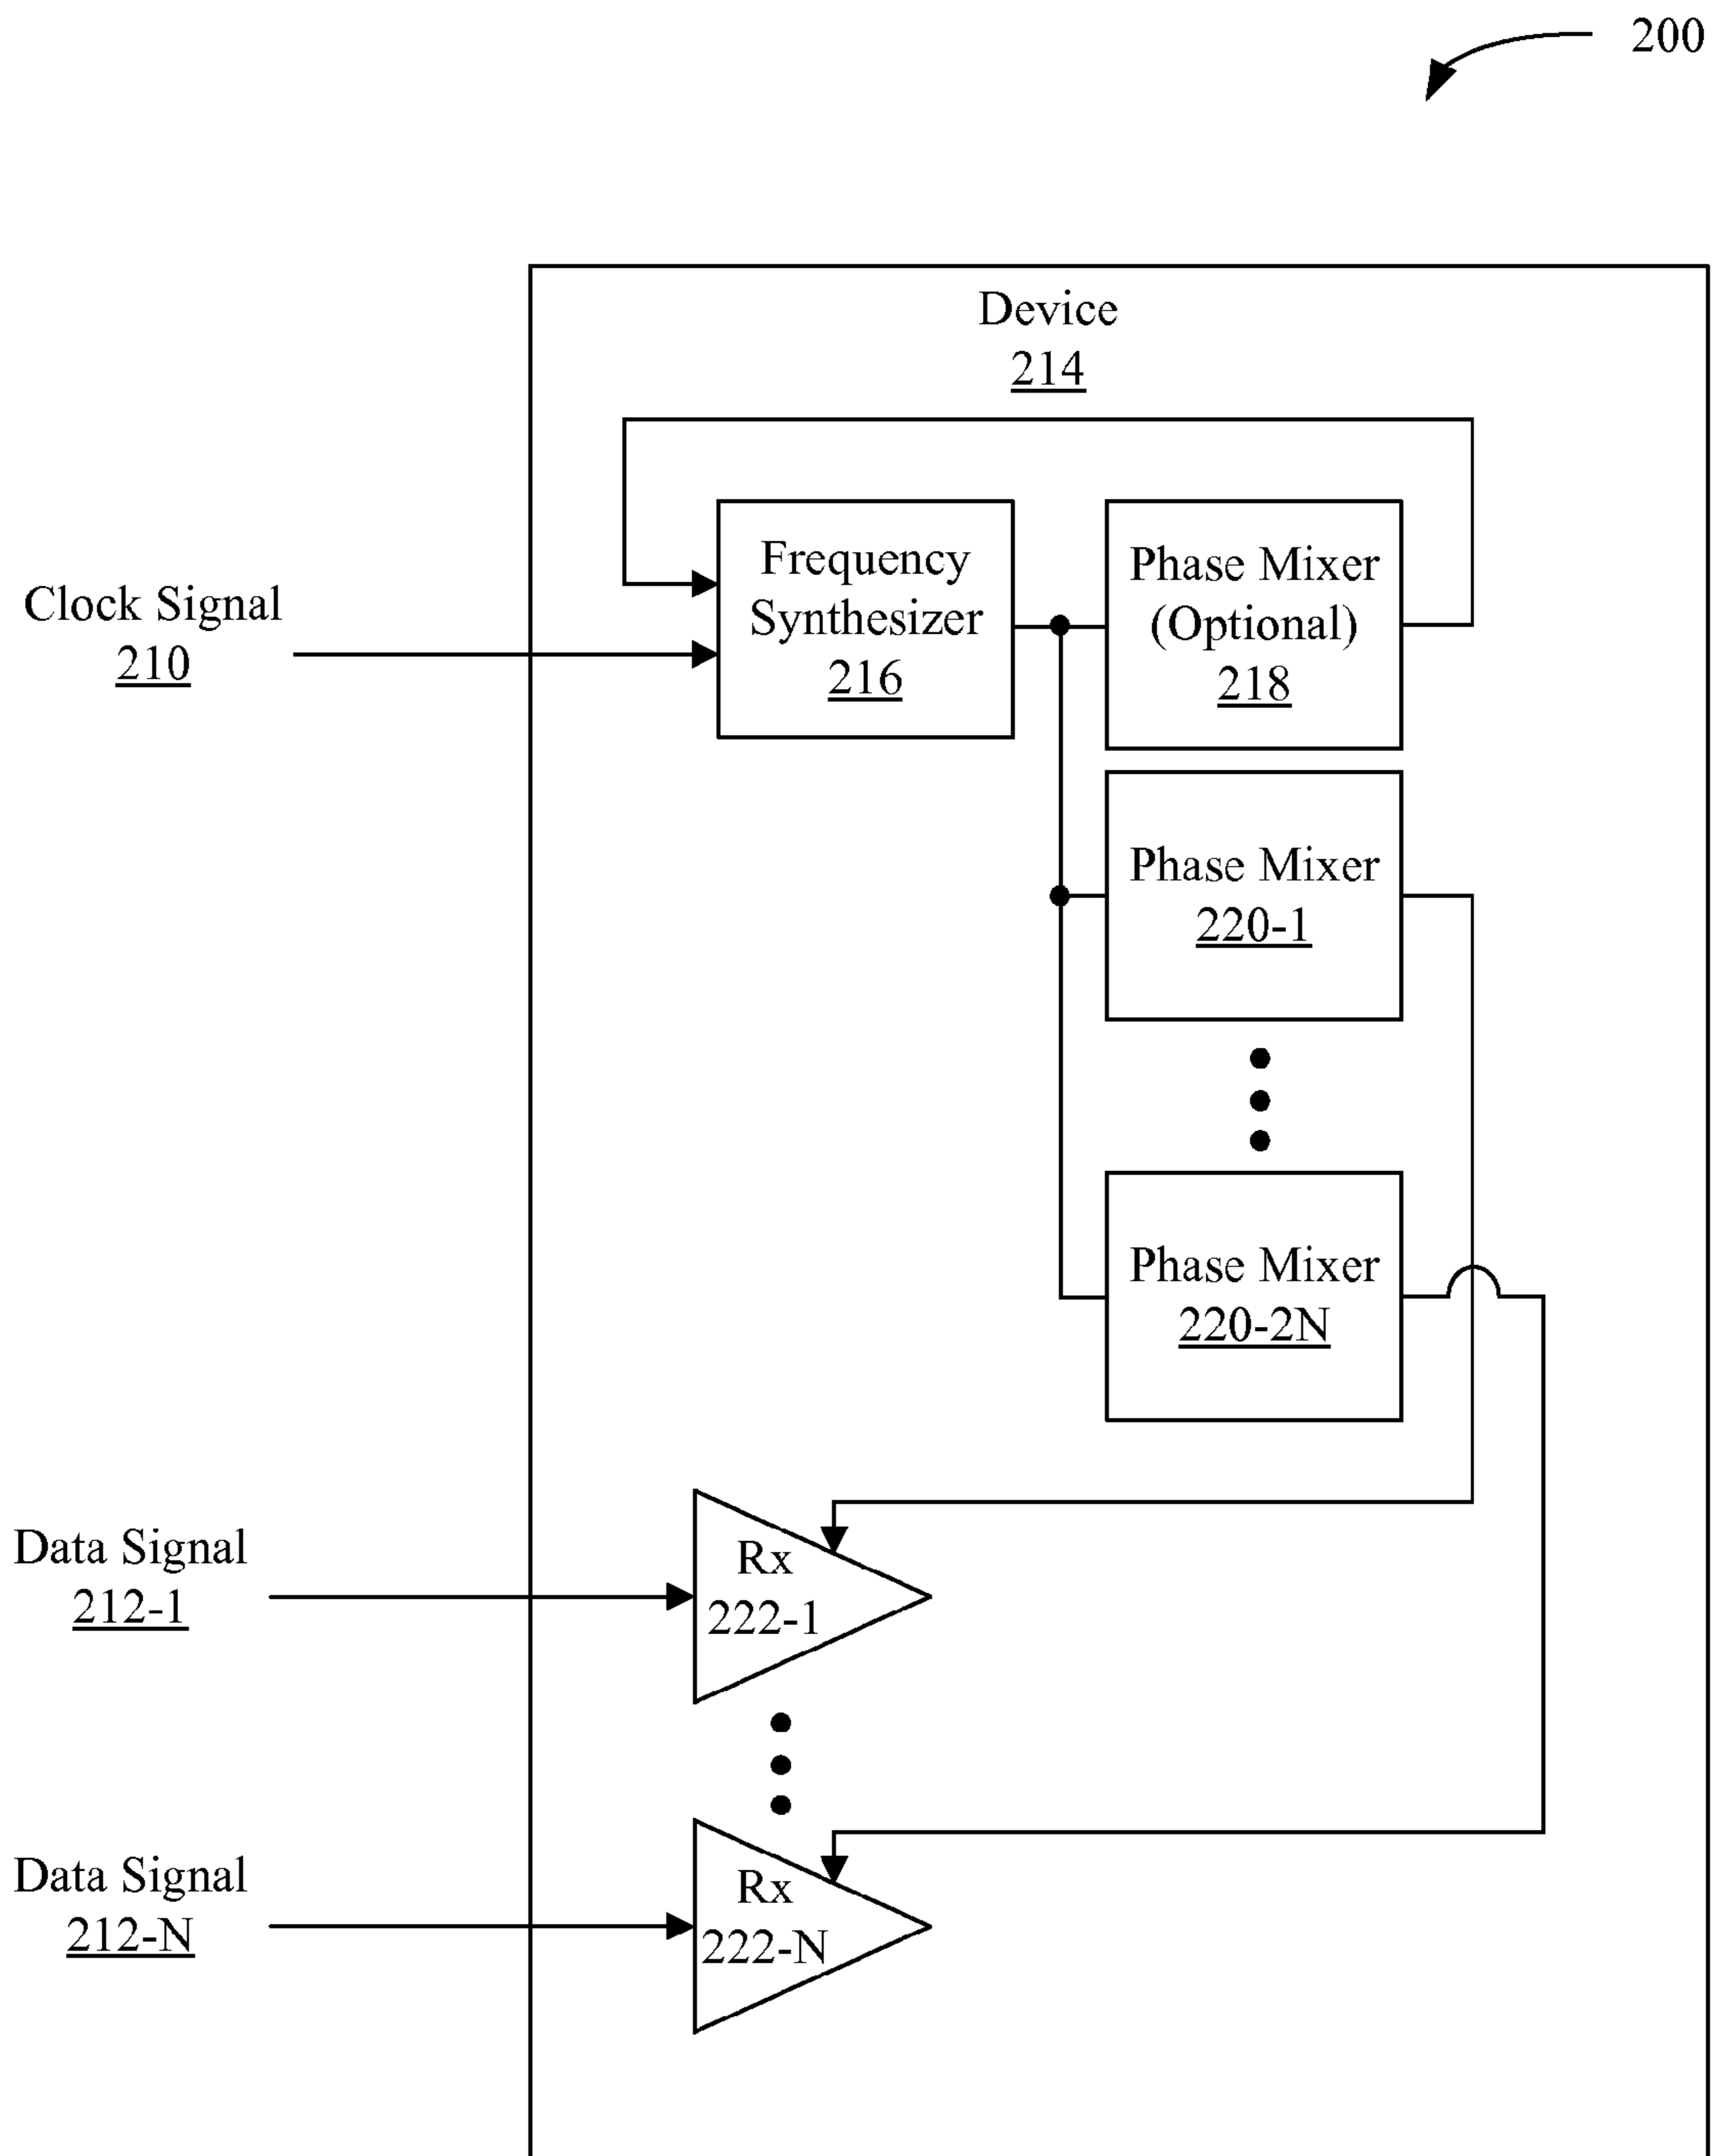 200
Device
214
Frequency
Synthesizer
216
Phase Mixer
(Optional)
218
Clock Signal
210
Phase Mixer
220-1
Phase Mixer
220-2N
Data Signal
212-1
Rx
222-1
Data Signal
212-N
Rx
222-N